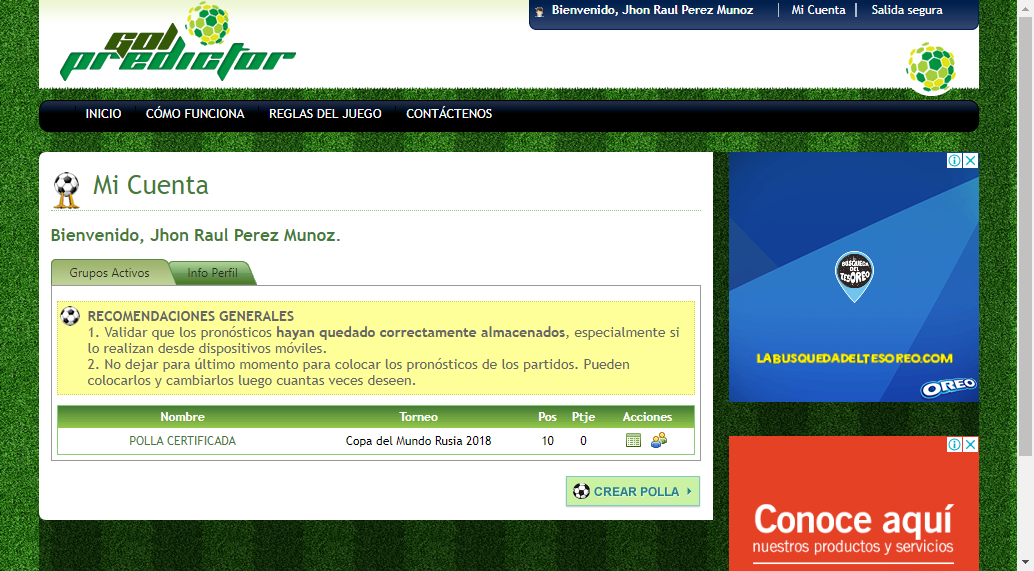 Gol
predictor
Bienvenido, Jhon Raul Perez Munoz | Mi Cuenta | Salida segura
INICIO CÓMO FUNCIONA REGLAS DEL JUEGO CONTÁCTENOS
Mi Cuenta
Bienvenido, Jhon Raul Perez Munoz.
Grupos Activos Info Perfil
RECOMENDACIONES GENERALES
1. Validar que los pronósticos hayan quedado correctamente almacenados, especialmente si
lo realizan desde dispositivos móviles.
2. No dejar para último momento para colocar los pronósticos de los partidos. Pueden
colocarlos y cambiarlos luego cuantas veces deseen.
Nombre Torneo Pos Ptje Acciones
POLLA CERTIFICADA Copa del Mundo Rusia 2018 10 0
CREAR POLLA
BUSQUEDA
DEL
TESOREO
LABUSQUEDADELTESOREO.COM
OREO
Conoce aquí
nuestros productos y servicios